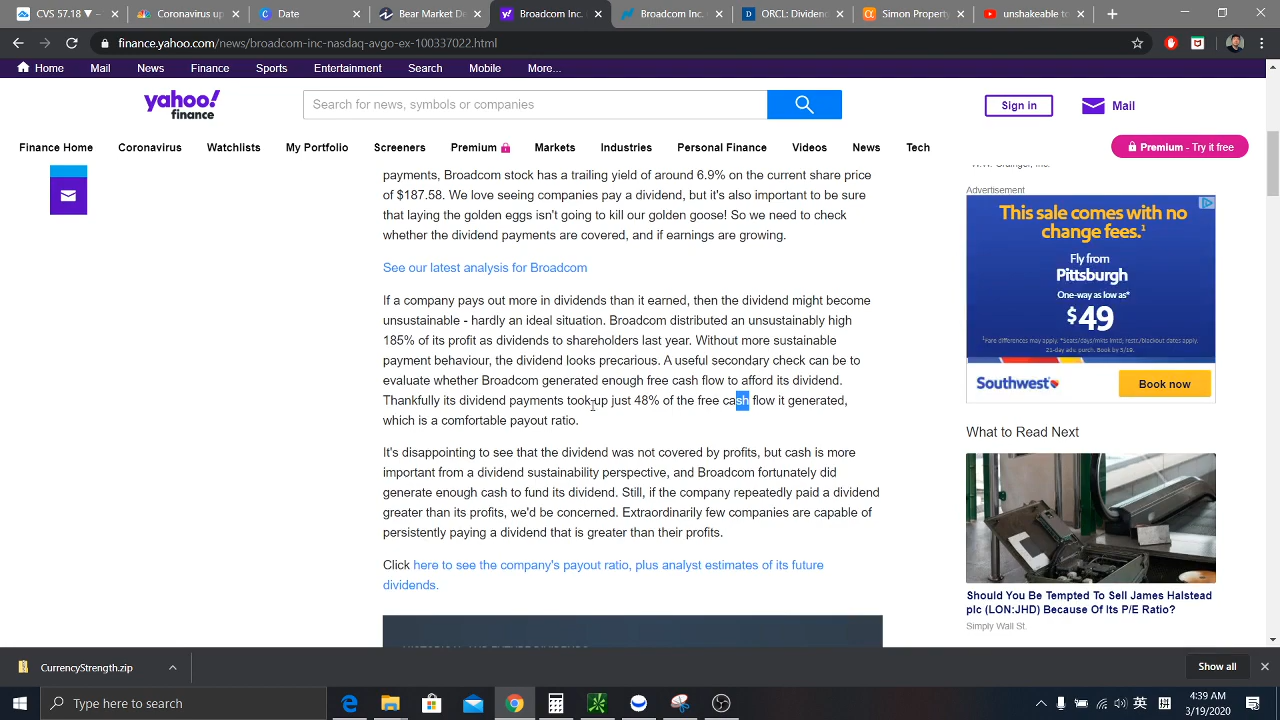 CVS
Broadcom Inc
Bear Market
Broadcom Inc
ORCL: Dividend
Simon Property
unshakeable - y
finance.yahoo.com/news/broadcom-inc-nasdaq-avgo-ex-100337022.html
Home Mail News Finance Sports Entertainment Search Mobile More...
yahoo!
finance
Search for news, symbols or companies
Sign in
Mail
Finance Home Coronavirus Watchlists My Portfolio Screeners Premium Markets Industries Personal Finance Videos News Tech
Premium - Try it free
payments, Broadcom stock has a trailing yield of around 6.9% on the current share price
of $187.58. We love seeing companies pay a dividend, but it's also important to be sure
that laying the golden eggs isn't going to kill our golden goose! So we need to check
whether the dividend payments are covered, and if earnings are growing.
See our latest analysis for Broadcom
If a company pays out more in dividends than it earned, then the dividend might become
unsustainable - hardly an ideal situation. Broadcom distributed an unsustainably high
185% of its profit as dividends to shareholders last year. Without more sustainable
payment behaviour, the dividend looks precarious. A useful secondary check can be to
evaluate whether Broadcom generated enough free cash flow to afford its dividend.
Thankfully its dividend payments took up just 48% of the free cash flow it generated,
which is a comfortable payout ratio.
It's disappointing to see that the dividend was not covered by profits, but cash is more
important from a dividend sustainability perspective, and Broadcom fortunately did
generate enough cash to fund its dividend. Still, if the company repeatedly paid a dividend
greater than its profits, we'd be concerned. Extraordinarily few companies are capable of
persistently paying a dividend that is greater than their profits.
Click here to see the company's payout ratio, plus analyst estimates of its future
dividends.
W.W. Grainger, Inc.
Advertisement
This sale comes with no
change fees.¹
Fly from
Pittsburgh
One-way as low as*
$49
Southwest
Book now
What to Read Next
Should You Be Tempted To Sell James Halstead
plc (LON:JHD) Because Of Its P/E Ratio?
Simply Wall St.
CurrencyStrength.zip
Show all
Type here to search
英
4:39 AM
3/19/2020